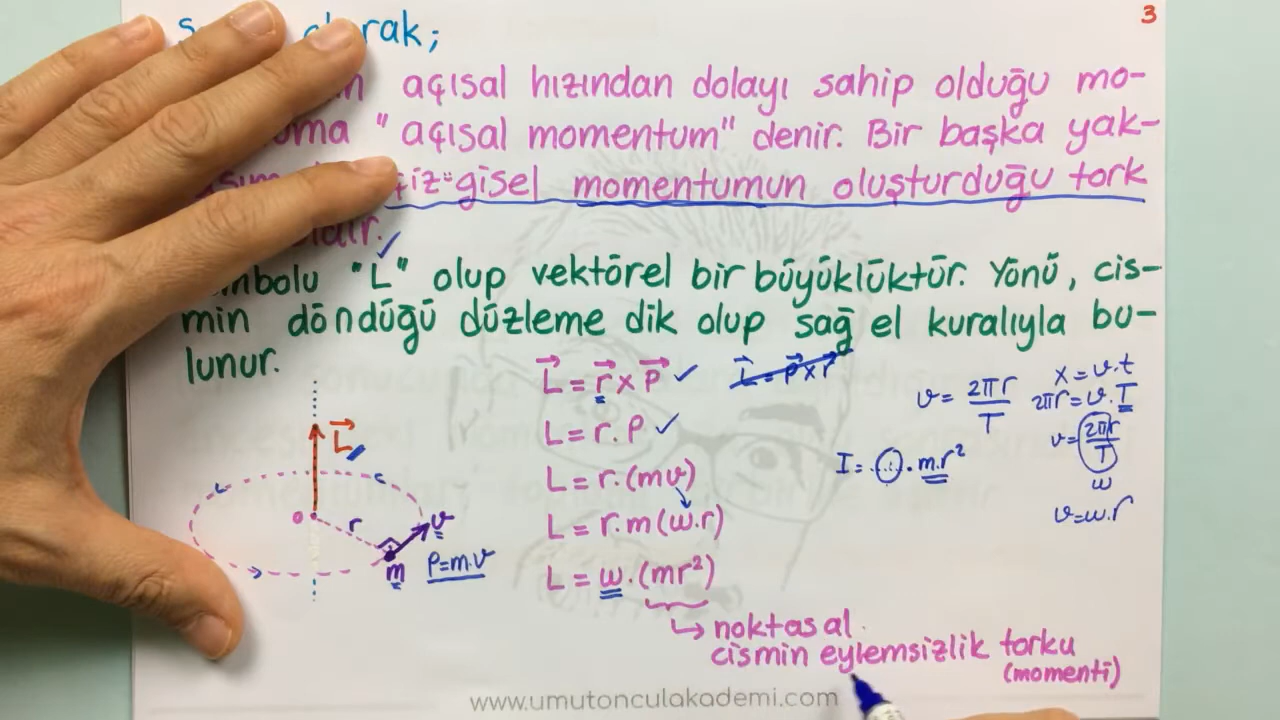 3
açısal hızından dolayı sahip olduğu mo-
"açısal momentum" denir. Bir başka yak-
momentumun oluşturduğu tork
"L" olup vektörel bir büyüklüktür. Yönü, cis-
min döndüğü düzleme dik olup sağ el kuralıyla bu-
lunur.
L = r x P
L = P x r
L = r . P
L = r . (mv)
L = r . m (w . r)
L = w . (mr²)
noktasal
cismin eylemsizlik torku
(momenti)
v = 2πr / T
x = v . t
2πr = v . T
v = 2πr / T
w
v = w . r
I = (...) . m . r²
L
o
r
v
m
P = m . v
www.umutonculakademi.com